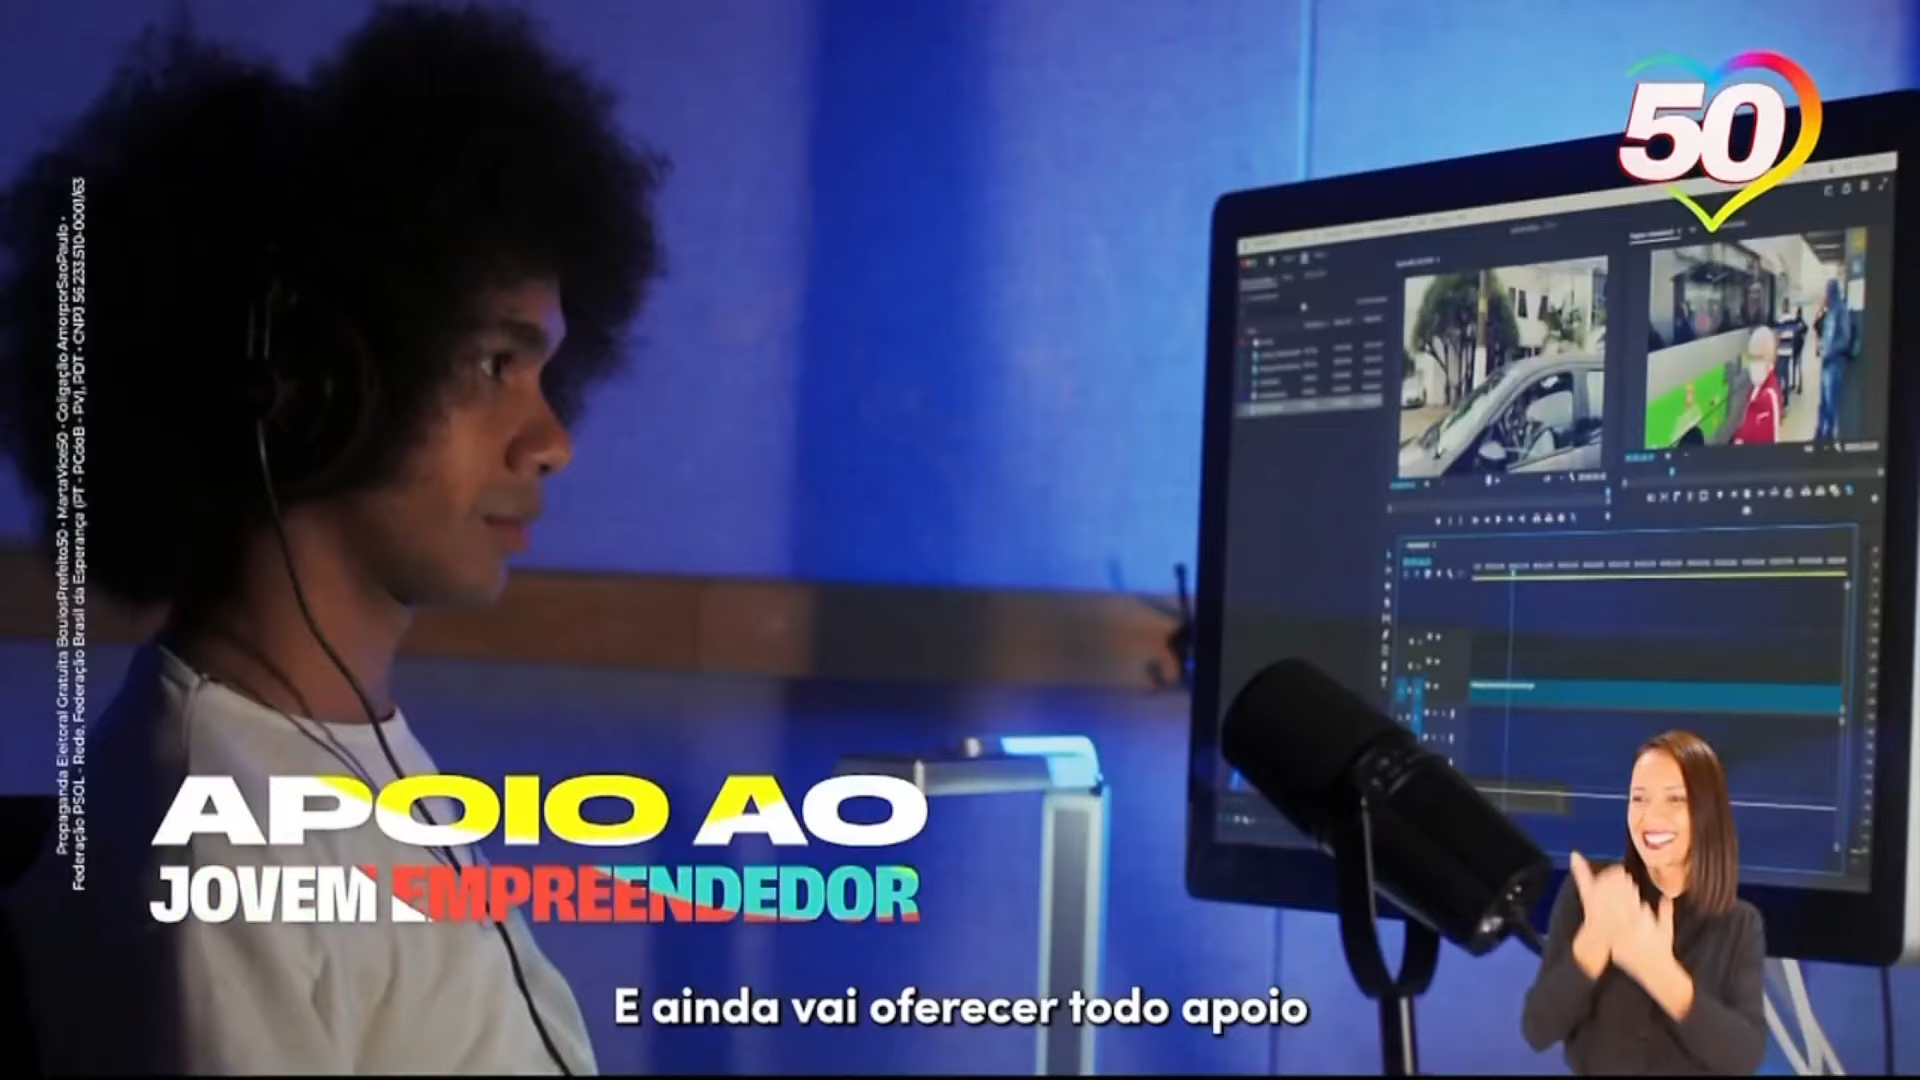 50
Propaganda Eleitoral Gratuita BoulosPrefeito50 - MartaVice50 - Coligação AmorporSaoPaulo -
Federação PSOL - Rede, Federação Brasil da Esperança (PT - PCdoB - PV), PDT - CNPJ 56.233.510-0001/63
APOIO AO
JOVEM EMPREENDEDOR
E ainda vai oferecer todo apoio